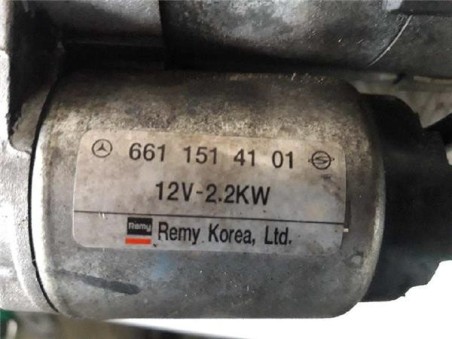 661 151 41 01
12V-2.2KW
Remy Remy Korea, Ltd.